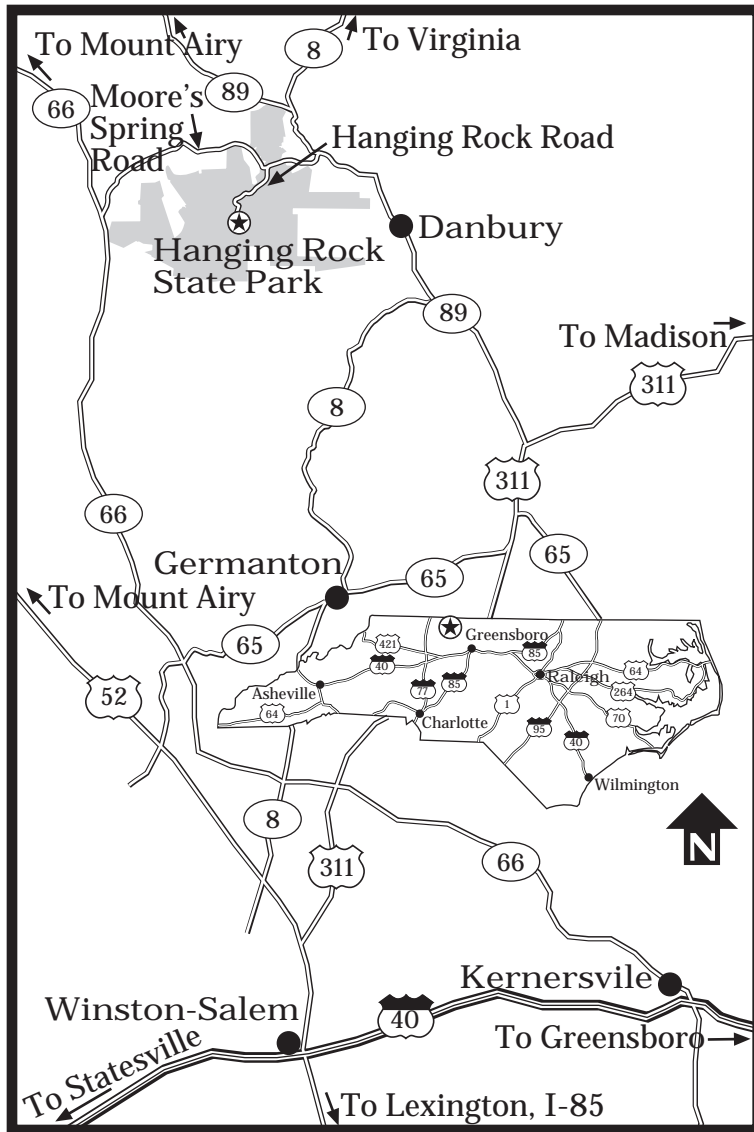 To Mount Airy
8
To Virginia
66
Moore's
Spring
Road
89
Hanging Rock Road
Danbury
Hanging Rock
State Park
89
To Madison
311
8
311
66
65
Germanton
65
To Mount Airy
65
52
421
Greensboro
85
40
Asheville
77
85
Raleigh
64
264
64
1
70
Charlotte
95
40
Wilmington
8
311
N
66
Kernersvile
Winston-Salem
40
To Greensboro
To Statesville
To Lexington, I-85